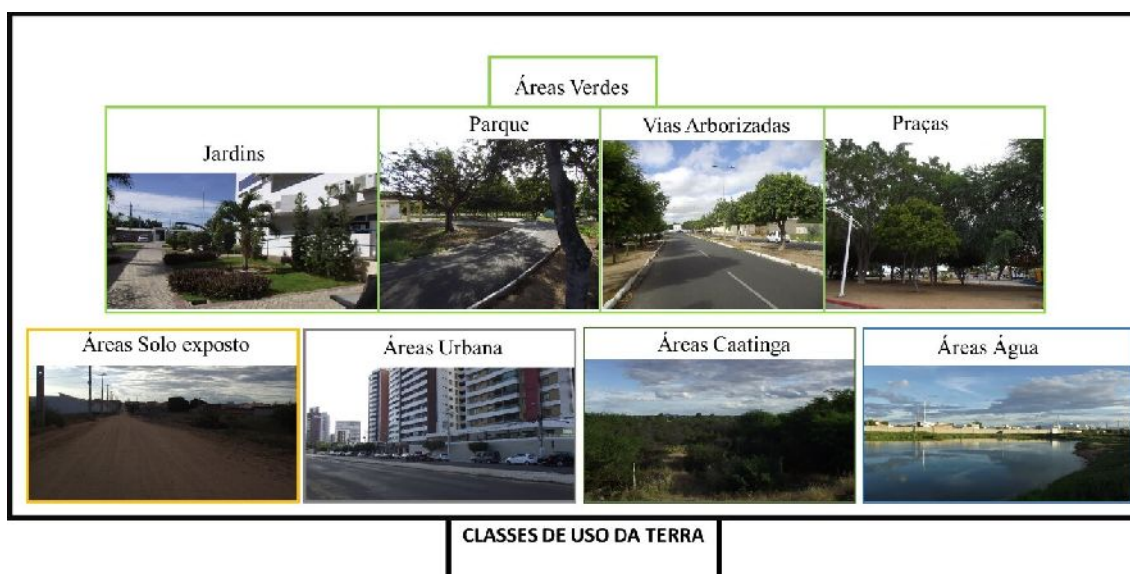 Áreas Verdes
Jardins
Parque
Vias Arborizadas
Praças
Áreas Solo exposto
Áreas Urbana
Áreas Caatinga
Áreas Água
CLASSES DE USO DA TERRA